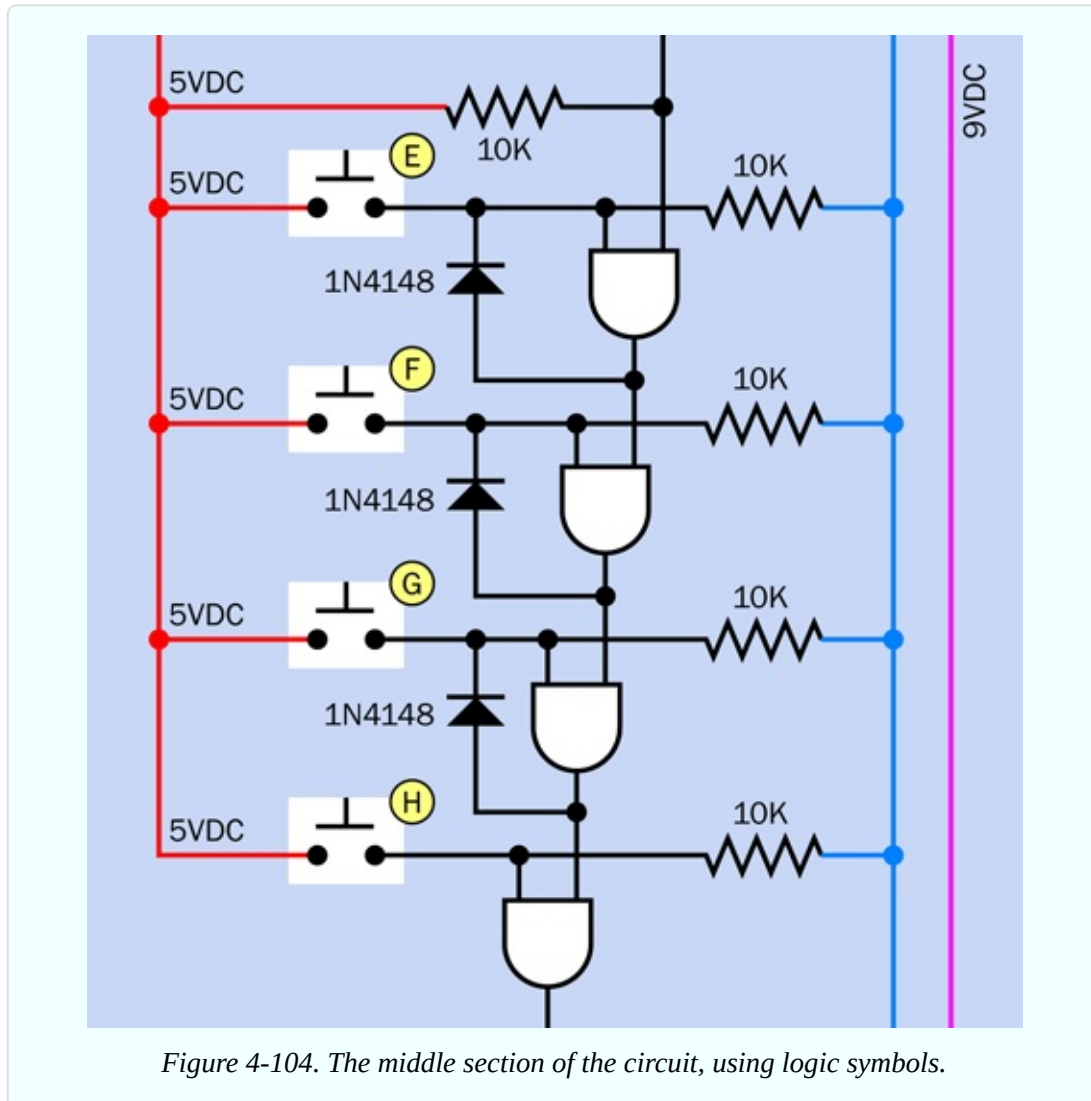 5VDC
9VDC
10K
E
10K
5VDC
1N4148
F
10K
5VDC
1N4148
G
10K
5VDC
1N4148
H
10K
5VDC
Figure 4-104. The middle section of the circuit, using logic symbols.